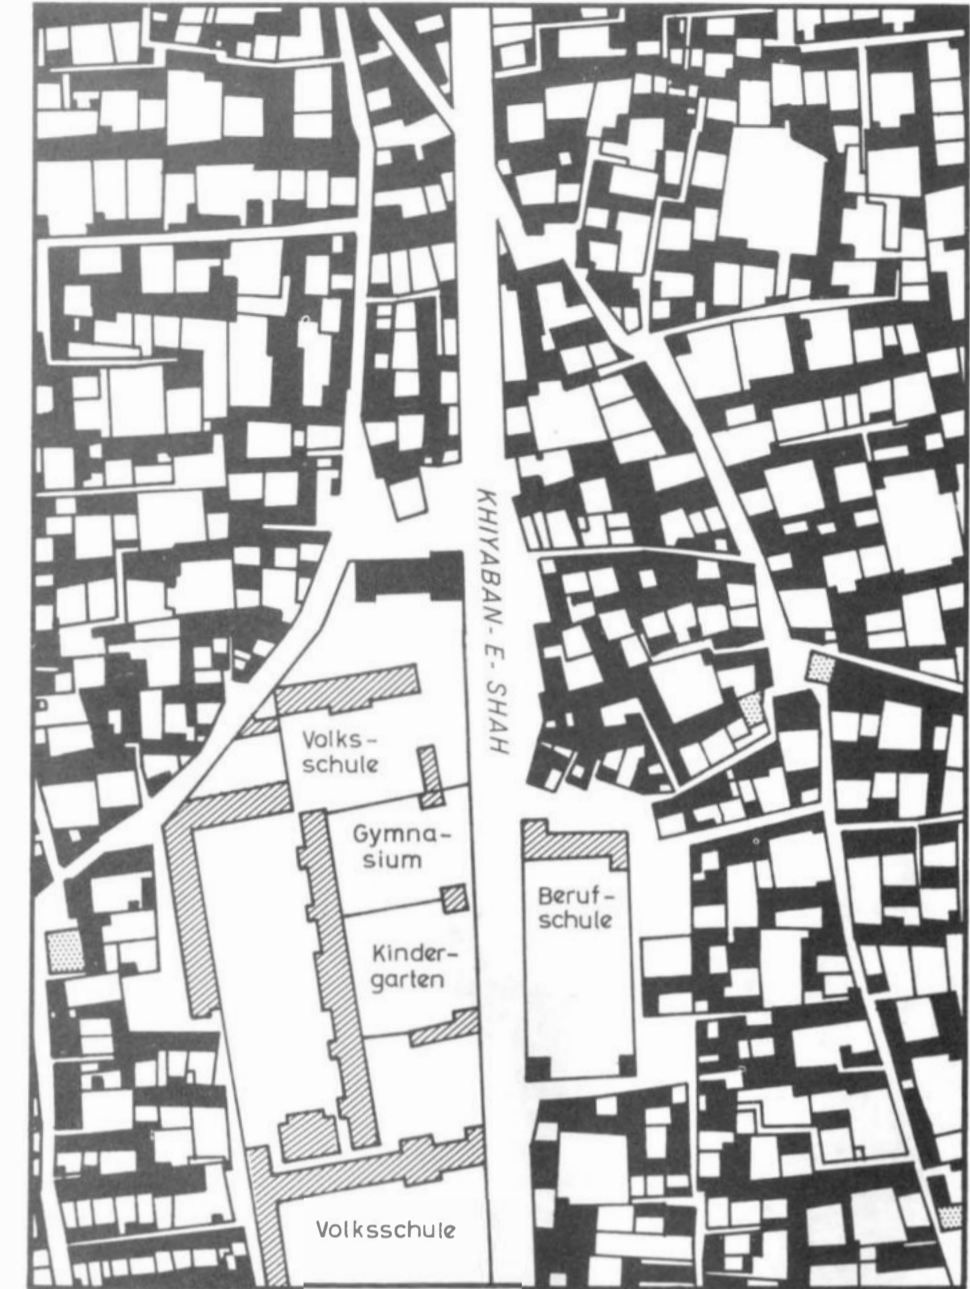 KHIYABAN-E-SHAH
Volks-
schule
Gymna-
sium
Beruf-
schule
Kinder-
garten
Volksschule